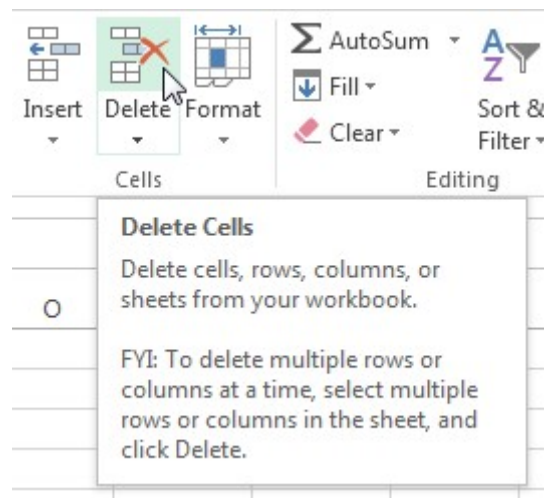 AutoSum
Fill
Clear
Insert Delete Format
Sort &
Filter
Cells
Editing
Delete Cells
Delete cells, rows, columns, or
sheets from your workbook.
FYI: To delete multiple rows or
columns at a time, select multiple
rows or columns in the sheet, and
click Delete.
O